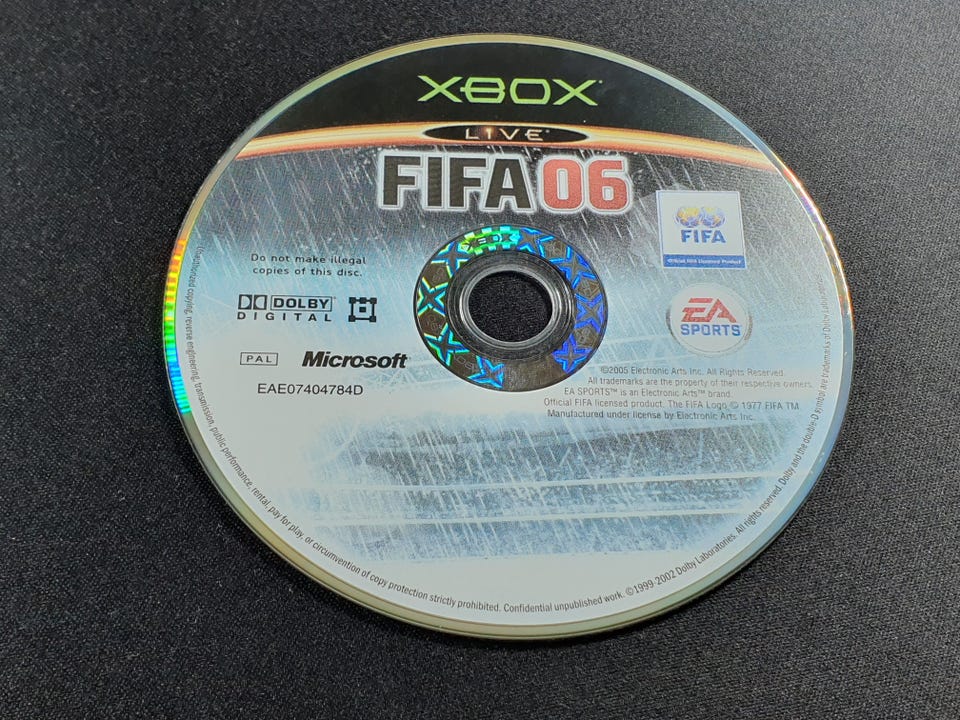 XBOX
LIVE
FIFA 06
FIFA
Official FIFA Licensed Product
XBOX
Do not make illegal
copies of this disc.
DOLBY
DIGITAL
EA
SPORTS
PAL
Microsoft
EAE07404784D
©2005 Electronic Arts Inc. All Rights Reserved.
All trademarks are the property of their respective owners.
EA SPORTS™ is an Electronic Arts™ brand.
Official FIFA licensed product. The FIFA Logo © 1977 FIFA TM.
Manufactured under license by Electronic Arts Inc.
Unauthorized copying, reverse engineering, transmission, public performance, rental, pay for play, or circumvention of copy protection strictly prohibited. Confidential unpublished work. ©1999-2002 Dolby Laboratories. All rights reserved. Dolby and the double-D symbol are trademarks of Dolby Laboratories.